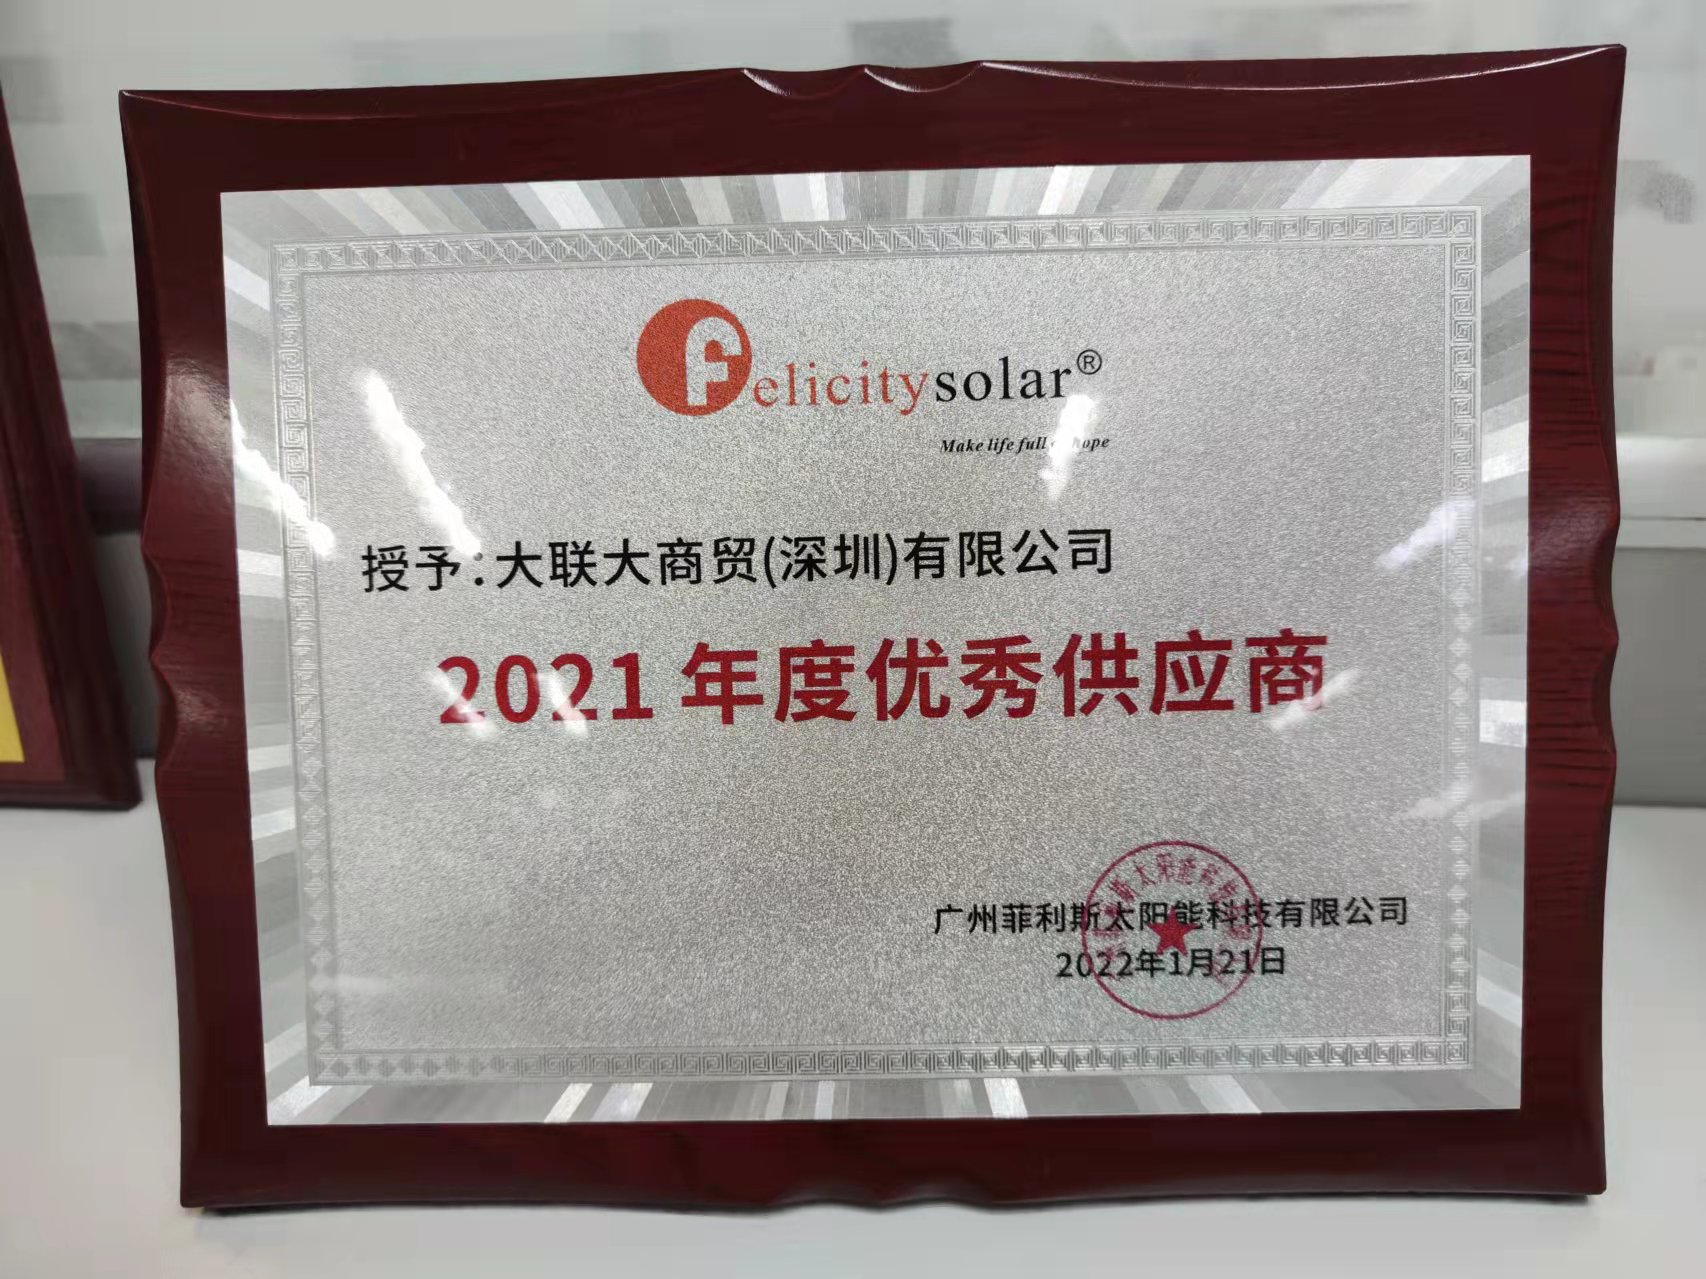 felicitysolar®
Make life full hope
授予:大联大商贸(深圳)有限公司
2021年度优秀供应商
广州菲利斯太阳能科技有限公司
2022年1月21日